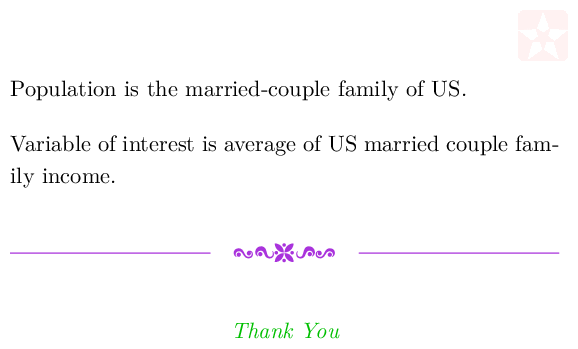 Population is the married-couple family of US.
Variable of interest is average of US married couple fam-
ily income.
Thank You